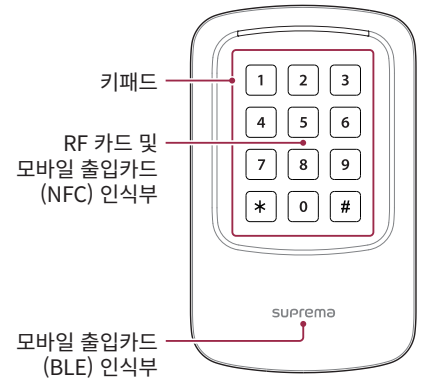 키패드
1 2 3
RF 카드 및
모바일 출입카드
(NFC) 인식부
4 5 6
7 8 9
* 0 #
suprema
모바일 출입카드
(BLE) 인식부